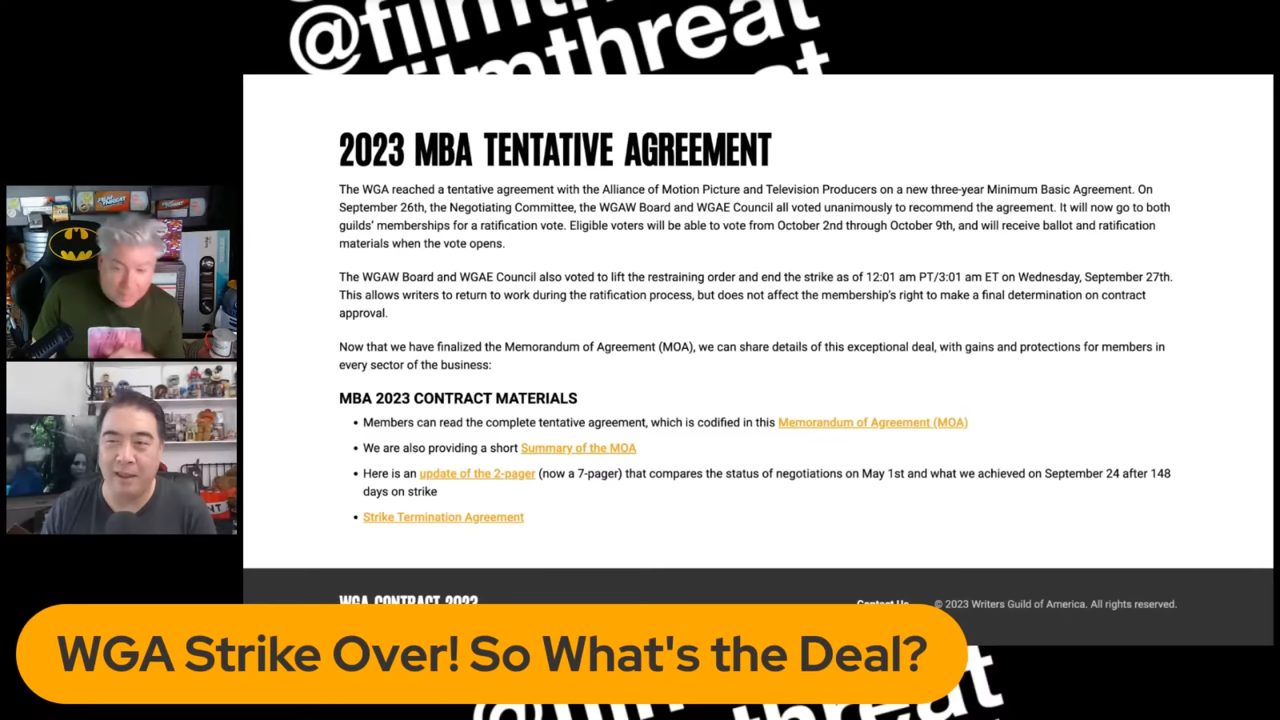 @filmthreat
filmthreat
2023 MBA TENTATIVE AGREEMENT
The WGA reached a tentative agreement with the Alliance of Motion Picture and Television Producers on a new three-year Minimum Basic Agreement. On
September 26th, the Negotiating Committee, the WGAW Board and WGAE Council all voted unanimously to recommend the agreement. It will now go to both
guilds' memberships for a ratification vote. Eligible voters will be able to vote from October 2nd through October 9th, and will receive ballot and ratification
materials when the vote opens.
The WGAW Board and WGAE Council also voted to lift the restraining order and end the strike as of 12:01 am PT/3:01 am ET on Wednesday, September 27th.
This allows writers to return to work during the ratification process, but does not affect the membership's right to make a final determination on contract
approval.
Now that we have finalized the Memorandum of Agreement (MOA), we can share details of this exceptional deal, with gains and protections for members in
every sector of the business:
MBA 2023 CONTRACT MATERIALS
• Members can read the complete tentative agreement, which is codified in this Memorandum of Agreement (MOA)
• We are also providing a short Summary of the MOA
• Here is an update of the 2-pager (now a 7-pager) that compares the status of negotiations on May 1st and what we achieved on September 24 after 148
days on strike
• Strike Termination Agreement
WGA CONTRACT 2023
Contact Us
© 2023 Writers Guild of America. All rights reserved.
WGA Strike Over! So What's the Deal?